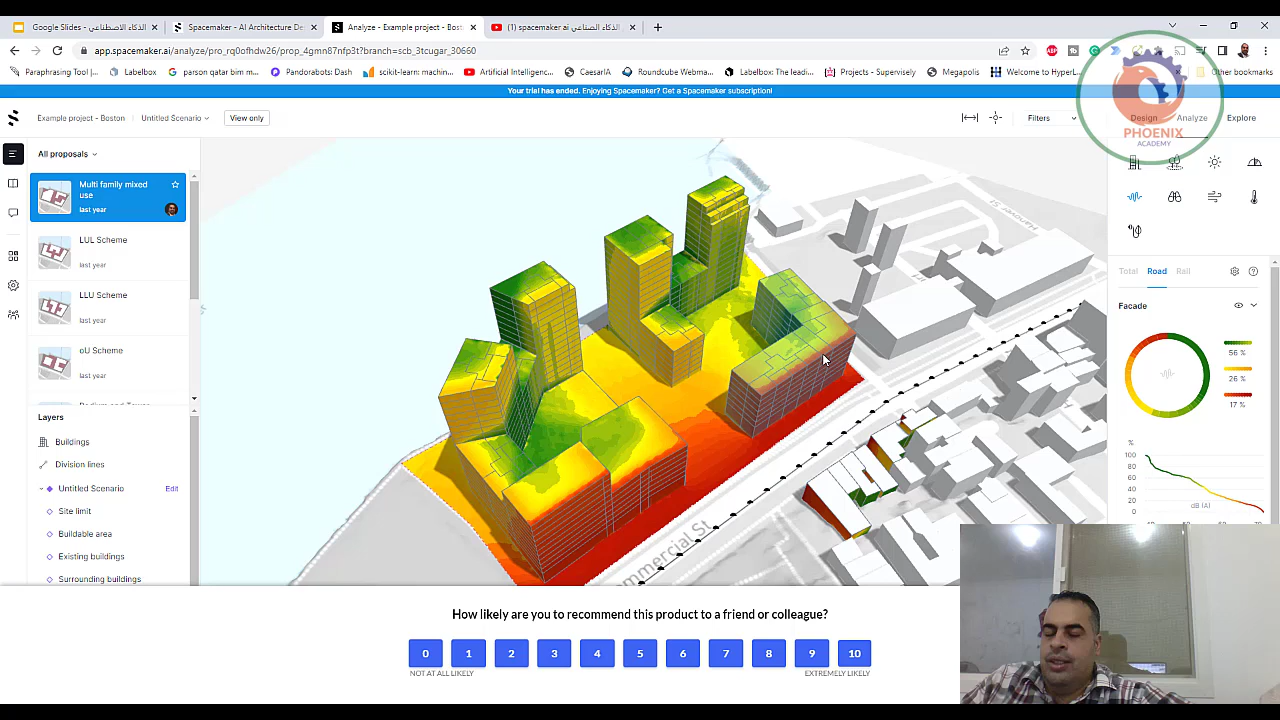 Google Slides - الذكاء الاصطناعي
Spacemaker - AI Architecture De
Analyze - Example project - Bost
(1) spacemaker ai الذكاء الصناعي
app.spacemaker.ai/analyze/pro_rq0ofhdw26/prop_4gmn87nfp3t?branch=scb_3tcugar_30660
Paraphrasing Tool |...
Labelbox
parson qatar bim m...
Pandorabots: Dash
scikit-learn: machin...
Artificial Intelligenc...
CaesarIA
Roundcube Webma...
Labelbox: The leadi...
Projects - Supervisely
Megapolis
Welcome to HyperL...
Other bookmarks
Your trial has ended. Enjoying Spacemaker? Get a Spacemaker subscription!
Example project - Boston
Untitled Scenario
View only
Filters
Design
Analyze
Explore
PHOENIX
ACADEMY
All proposals
Multi family mixed
use
last year
LUL Scheme
last year
LLU Scheme
last year
oU Scheme
last year
Layers
Buildings
Division lines
Untitled Scenario
Edit
Site limit
Buildable area
Existing buildings
Surrounding buildings
Hanover St
mmercial St
Total
Road
Rail
Facade
56 %
26 %
17 %
%
100
80
60
40
20
0
dB (A)
How likely are you to recommend this product to a friend or colleague?
0 1 2 3 4 5 6 7 8 9 10
NOT AT ALL LIKELY
EXTREMELY LIKELY